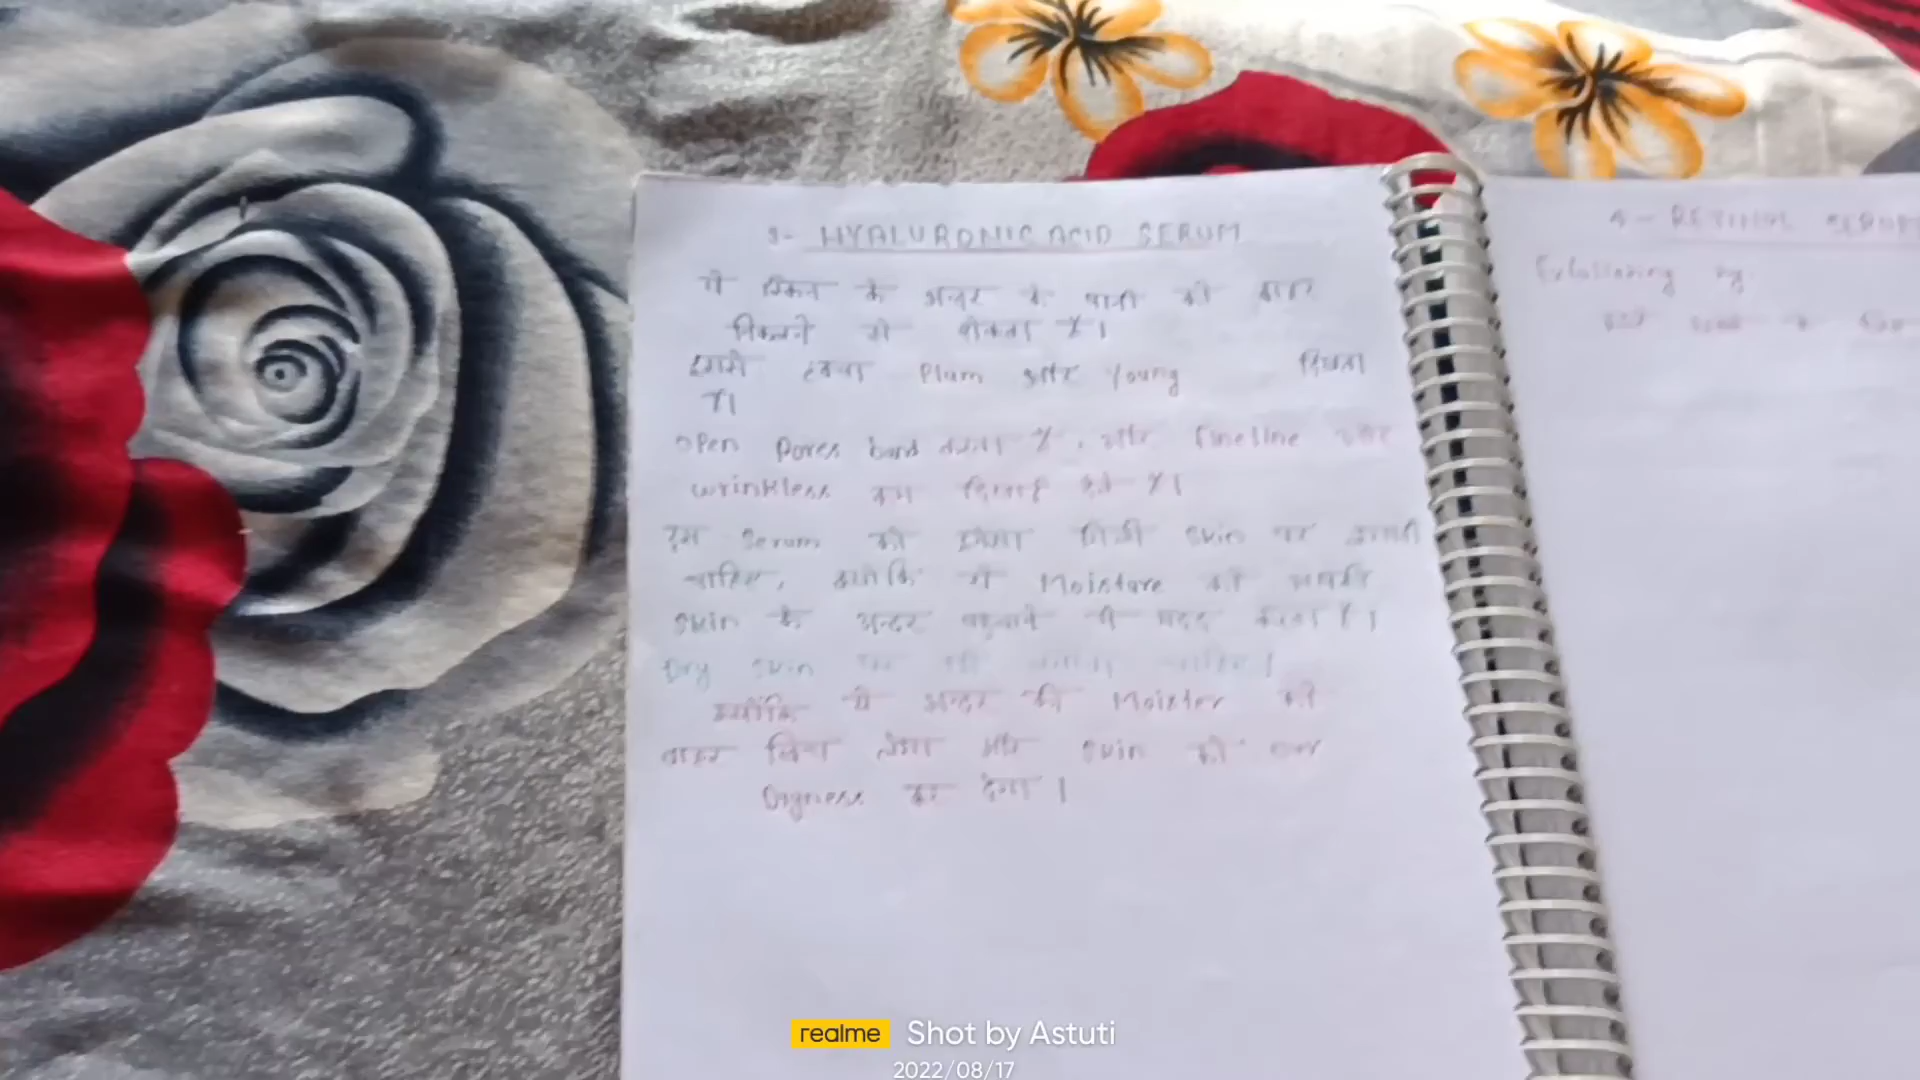 3- HYALURONIC ACID SERUM
ये स्किन के अन्दर के पानी को बाहर
निकलने से रोकता है।
इससे त्वचा Plum और Young दिखता
है।
Open Pores band करता है, और fineline और
wrinkless कम दिखाई देते है।
इस Serum को हमेशा गिली skin पर लगानी
चाहिए, क्योकि ये Moisture को आपकी
skin के अन्दर पहुचाने में मदद करता है।
Dry skin पर नही लगाना चाहिए।
क्योंकि ये अन्दर की Moister को
बाहर खिच लेगा और Skin को
Dryness कर देगा।
4- RETINOL SERUM
Exfoliating
realme Shot by Astuti
2022/08/17